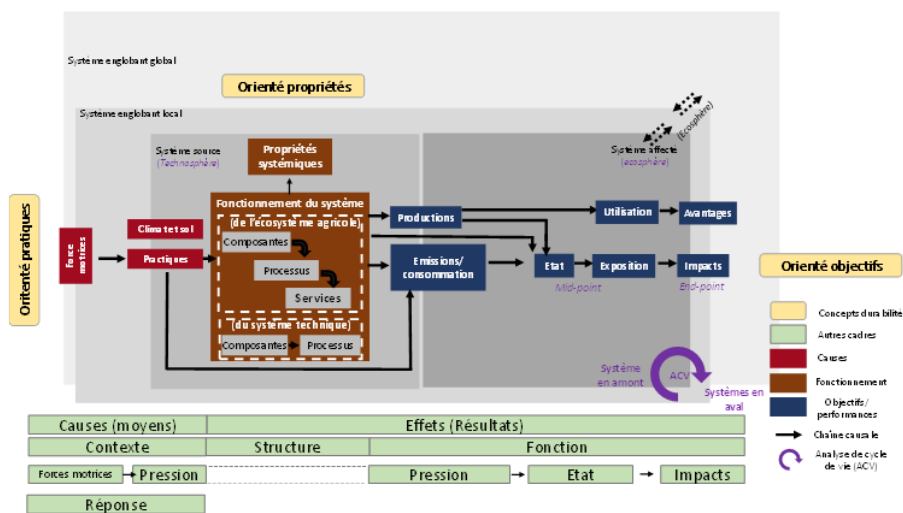 Système englobant global
Orienté propriétés
Système englobant local
(Ecosphère)
Système source
(Technosphère)
Propriétés
systémiques
Système affecté
(ecosphère)
Oritenté pratiques
Force
motrices
Climat et sol
Practiques
Fonctionnement du système
(de l'écosystème agricole)
Composantes
Processus
Services
(du système technique)
Composantes
Processus
Productions
Emissions/
consommation
Utilisation
Avantages
Etat
Exposition
Impacts
Mid-point
End-point
Orienté objectifs
Système
en amont
ACV
Systèmes en
aval
Concepts durabilité
Autres cadres
Causes
Fonctionnement
Objectifs/
performances
Chaîne causale
Analyse de cycle
de vie (ACV)
Causes (moyens)
Effets (Résultats)
Contexte
Structure
Fonction
Forces motrices
Pression
Pression
Etat
Impacts
Réponse